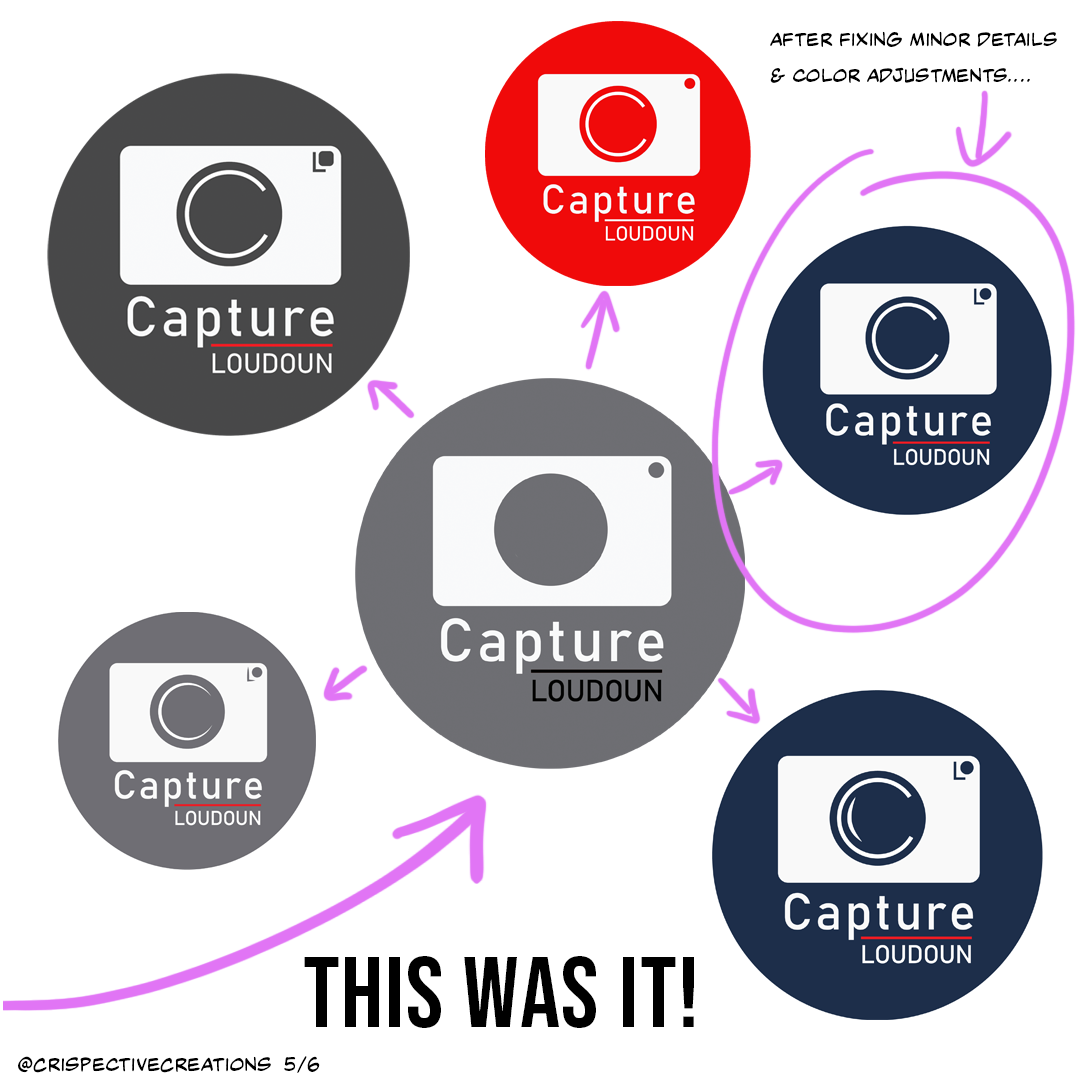 AFTER FIXING MINOR DETAILS
& COLOR ADJUSTMENTS....
Capture
LOUDOUN
L
Capture
LOUDOUN
L
Capture
LOUDOUN
Capture
LOUDOUN
L
Capture
LOUDOUN
L
Capture
LOUDOUN
THIS WAS IT!
@CRISPECTIVECREATIONS 5/6